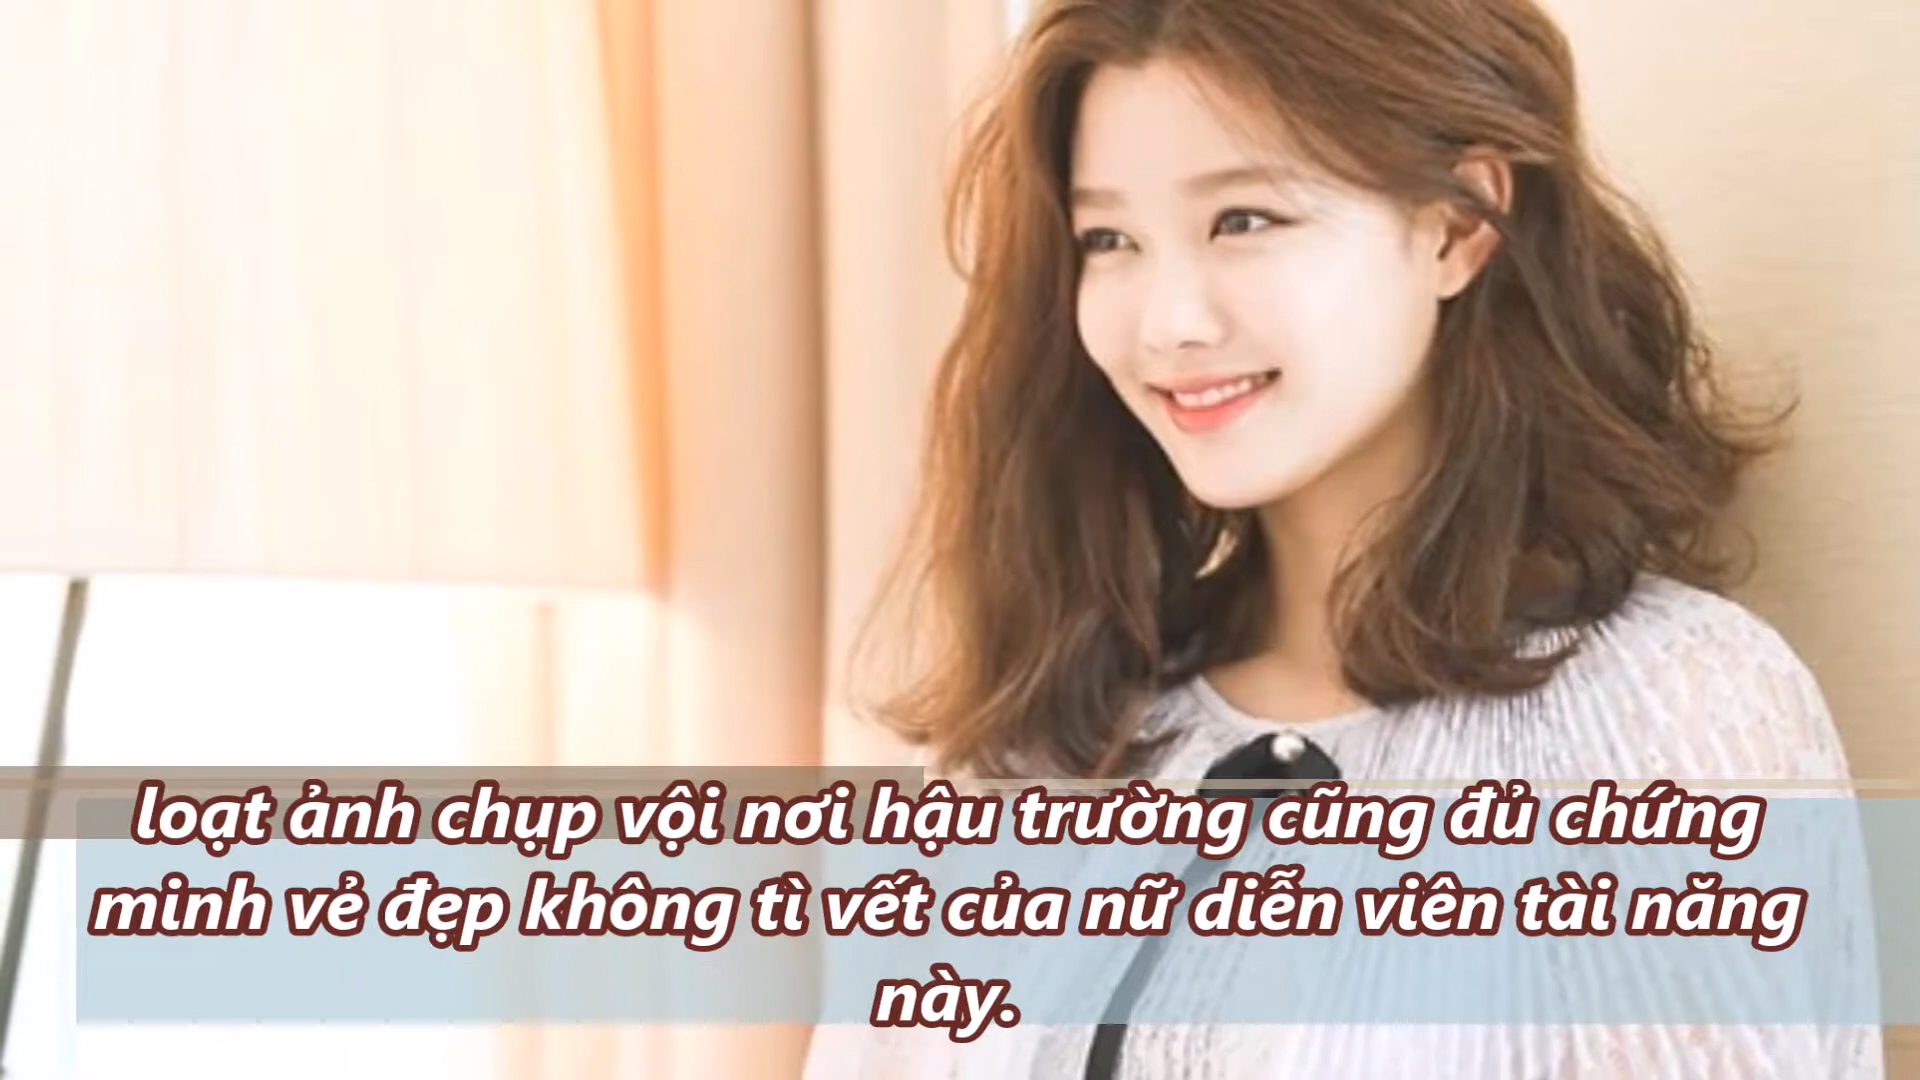 loạt ảnh chụp vội nơi hậu trường cũng đủ chứng
minh vẻ đẹp không tì vết của nữ diễn viên tài năng
này.